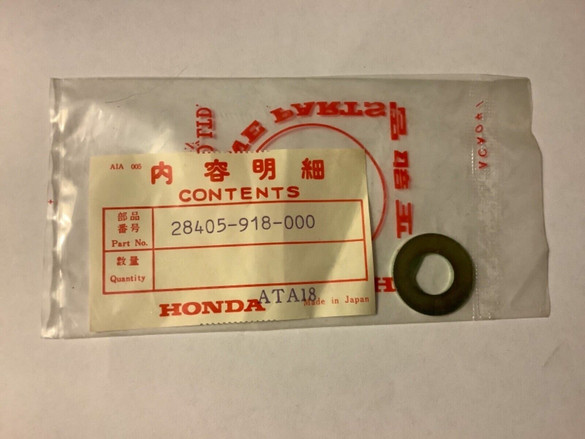 AIA 005
内容明細
CONTENTS
部品
番号
Part No.
28405-918-000
数量
Quantity
HONDA
ATA18
Made in Japan
PARTS